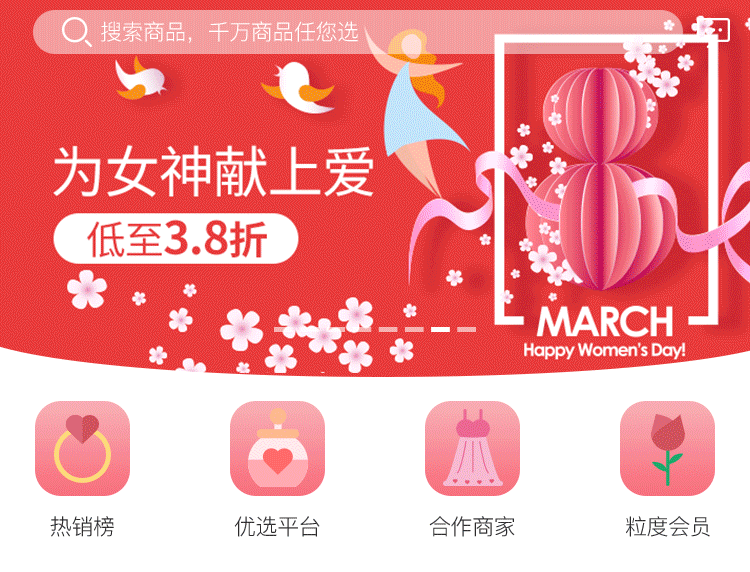 搜索商品，千万商品任您选
为女神献上爱
低至3.8折
8
MARCH
Happy Women's Day!
热销榜
优选平台
合作商家
粒度会员